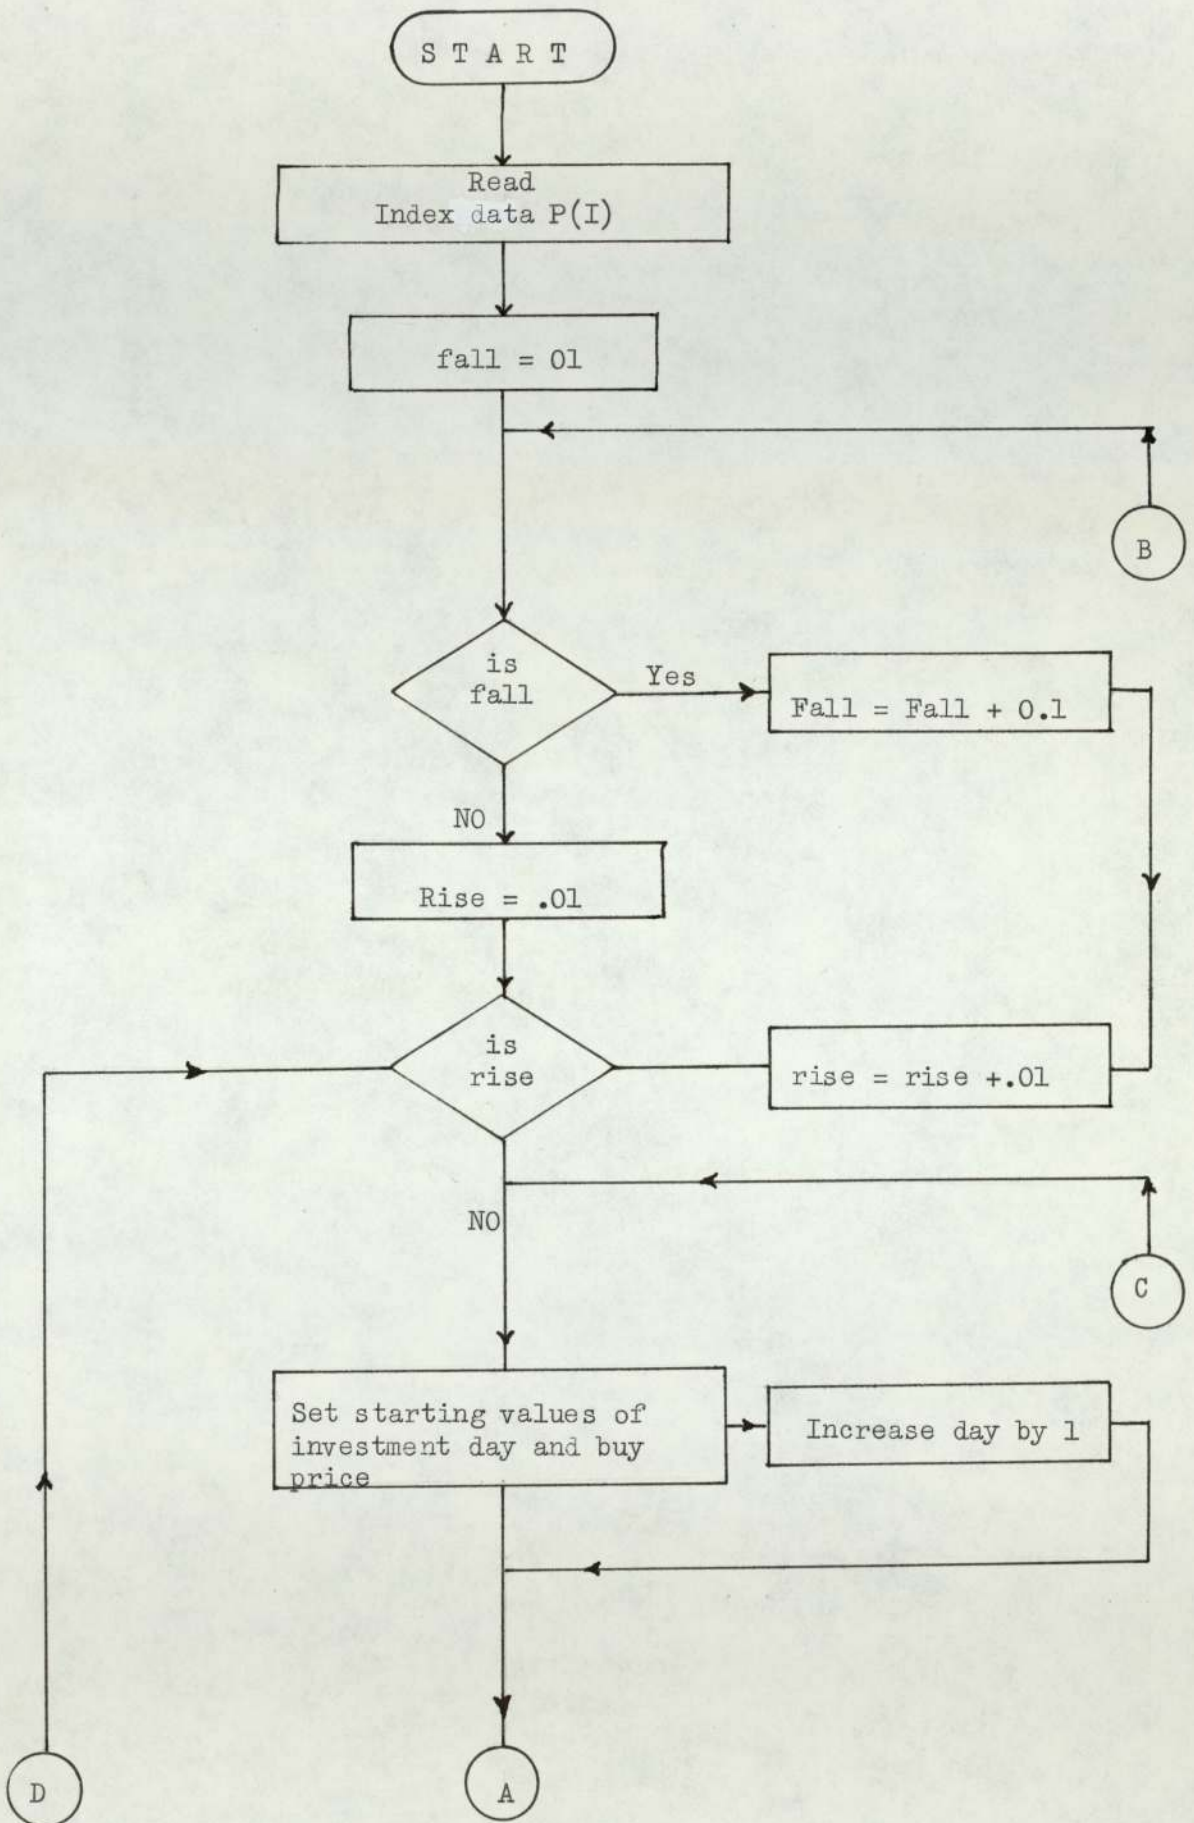 S T A R T
Read
Index data P(I)
fall = 01
B
is
fall
Yes
Fall = Fall + 0.1
NO
Rise = .01
is
rise
rise = rise +.01
NO
C
Set starting values of
investment day and buy
price
Increase day by 1
D
A